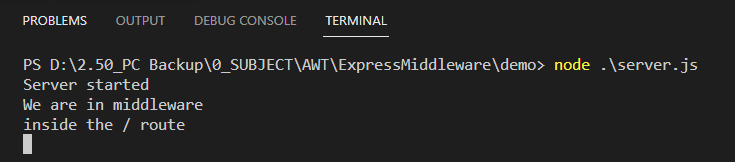 PROBLEMS OUTPUT DEBUG CONSOLE TERMINAL
PS D:\2.50_PC Backup\0_SUBJECT\AWT\ExpressMiddleware\demo> node .\server.js
Server started
We are in middleware
inside the / route